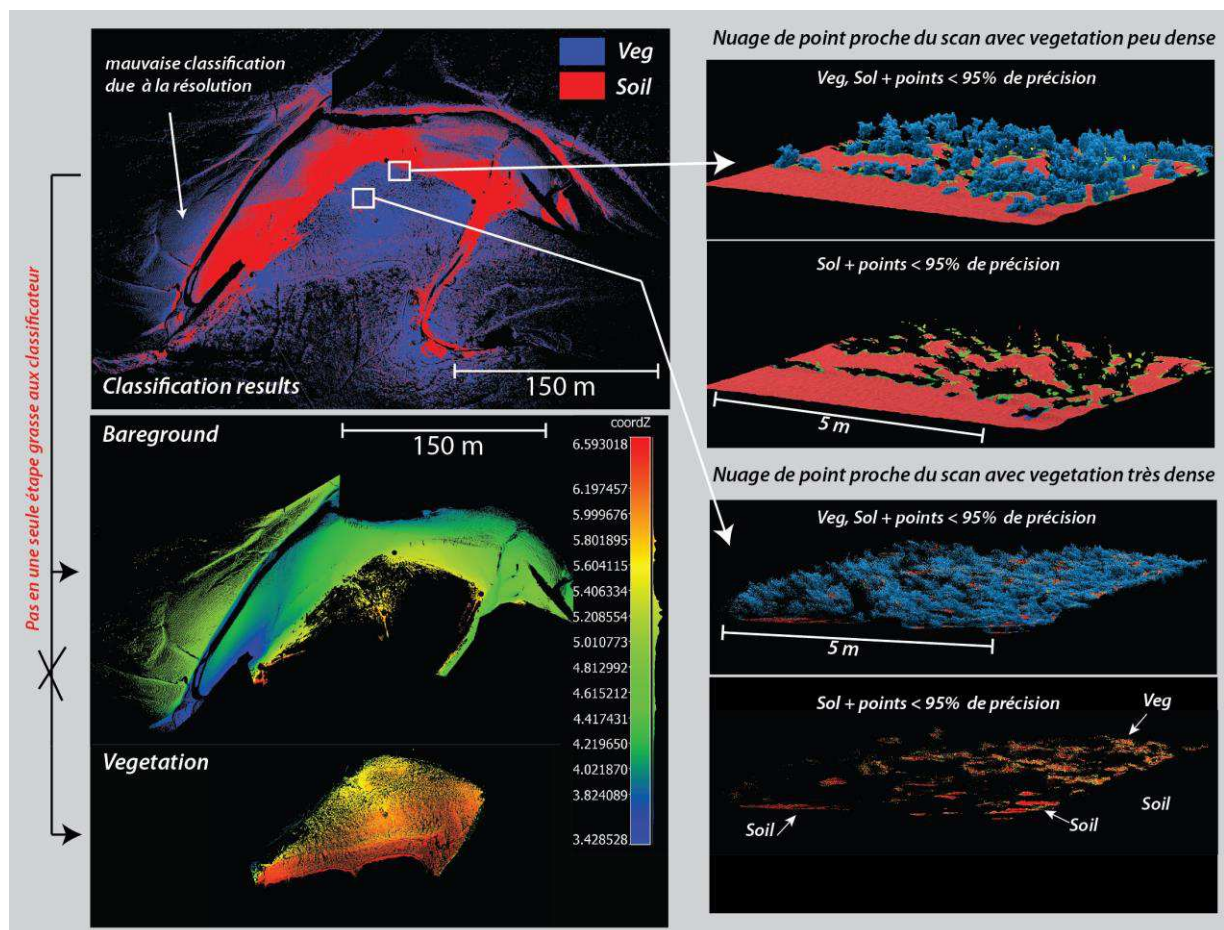 Pas en une seule étape grasse aux classificateur
mauvaise classification
due à la résolution
Veg
Soil
Classification results
150 m
Bareground
150 m
coordZ
6.593018
6.197457
5.999676
5.801895
5.604115
5.406334
5.208554
5.010773
4.812992
4.615212
4.417431
4.219650
4.021870
3.824089
3.428528
Vegetation
Nuage de point proche du scan avec vegetation peu dense
Veg, Sol + points < 95% de précision
Sol + points < 95% de précision
5 m
Nuage de point proche du scan avec vegetation très dense
Veg, Sol + points < 95% de précision
5 m
Sol + points < 95% de précision
Veg
Soil
Soil
Soil